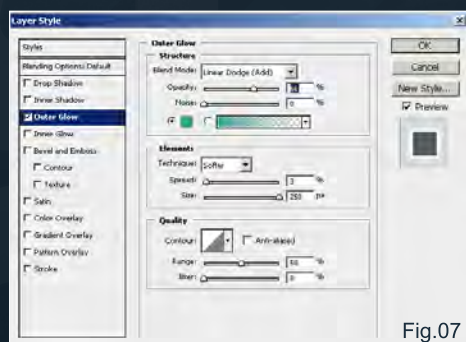 Layer Style
Styles
Blending Options: Default
Drop Shadow
Inner Shadow
Outer Glow
Inner Glow
Bevel and Emboss
Contour
Texture
Satin
Color Overlay
Gradient Overlay
Pattern Overlay
Stroke
Outer Glow
Structure
Blend Mode: Linear Dodge (Add)
Opacity: %
Noise: 0 %
Elements
Technique: Softer
Spread: 3 %
Size: 250 px
Quality
Contour: Anti-aliased
Range: 50 %
Jitter: 0 %
OK
Cancel
New Style...
Preview
Fig.07